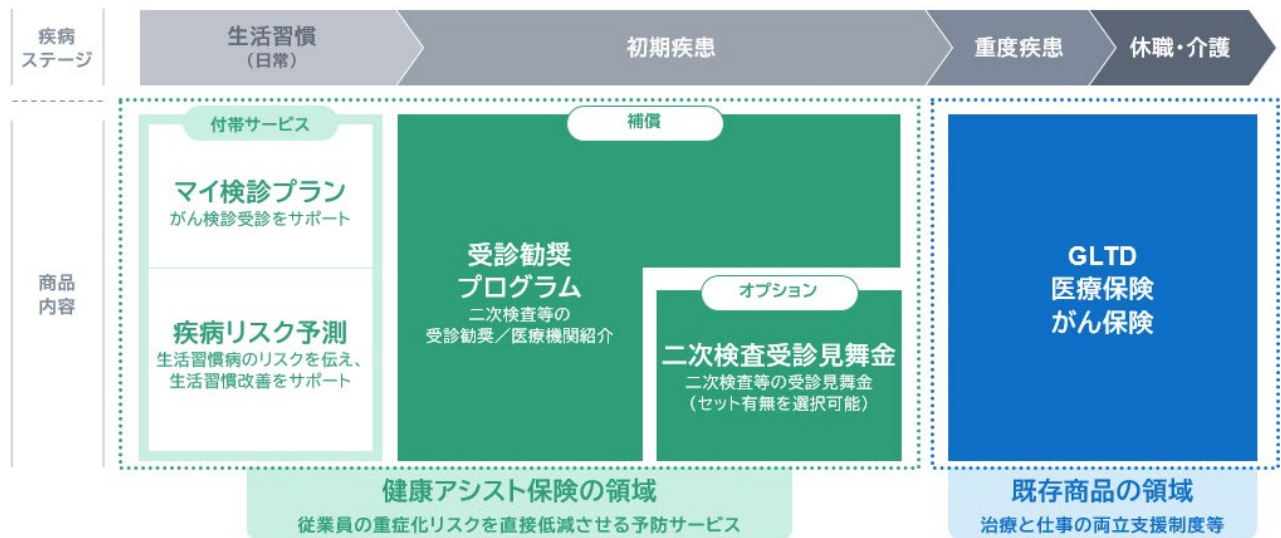 疾病
ステージ
生活習慣
（日常）
初期疾患
重度疾患
休職・介護
商品
内容
付帯サービス
マイ検診プラン
がん検診受診をサポート
疾病リスク予測
生活習慣病のリスクを伝え、
生活習慣改善をサポート
補償
受診勧奨
プログラム
二次検査等の
受診勧奨／医療機関紹介
オプション
二次検査受診見舞金
二次検査等の受診見舞金
（セット有無を選択可能）
GLTD
医療保険
がん保険
健康アシスト保険の領域
従業員の重症化リスクを直接低減させる予防サービス
既存商品の領域
治療と仕事の両立支援制度等